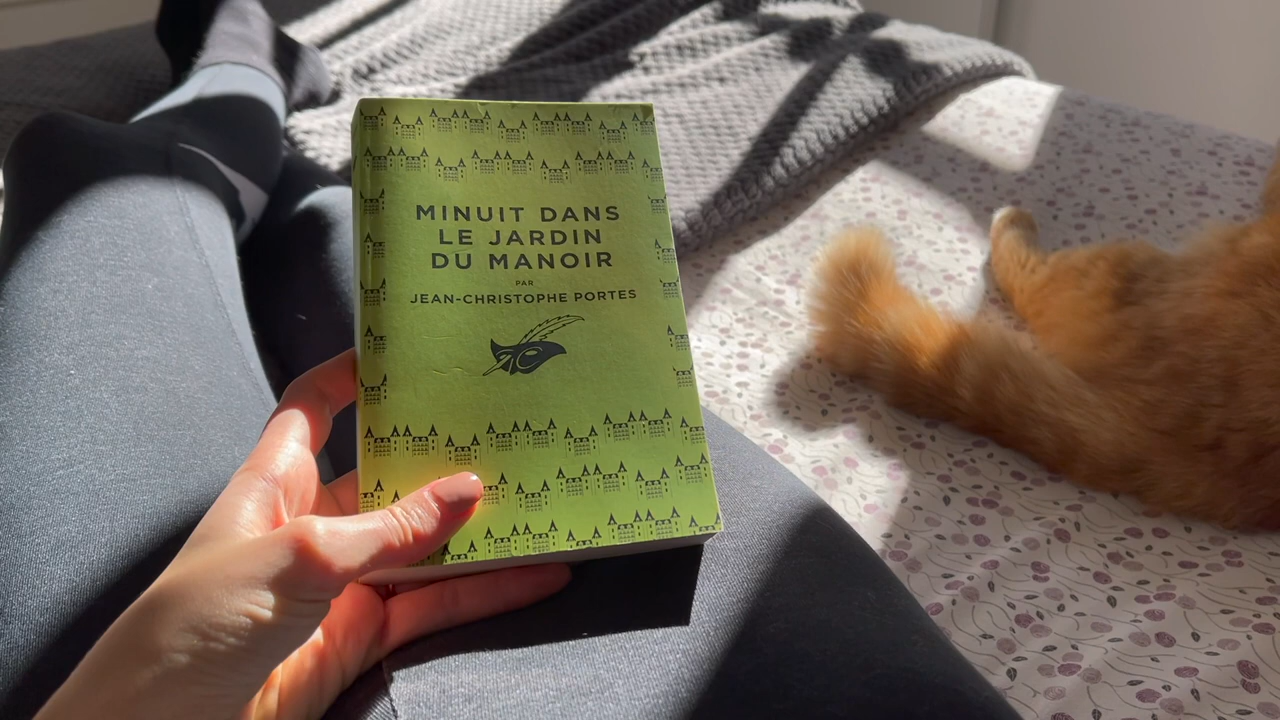 MINUIT DANS
LE JARDIN
DU MANOIR
PAR
JEAN-CHRISTOPHE PORTES